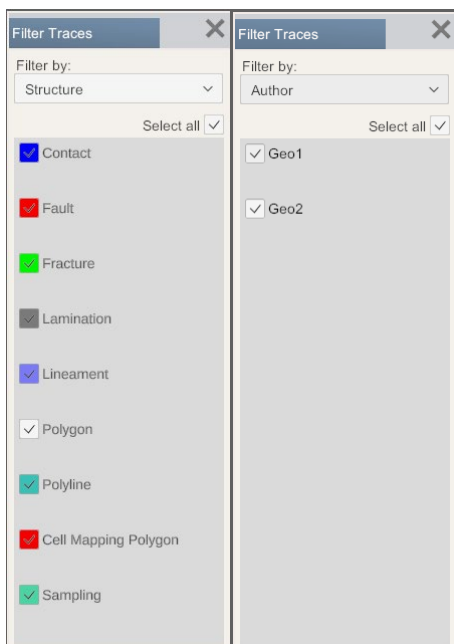 Filter Traces
Filter by:
Structure
Select all
Contact
Fault
Fracture
Lamination
Lineament
Polygon
Polyline
Cell Mapping Polygon
Sampling
Filter Traces
Filter by:
Author
Select all
Geo1
Geo2